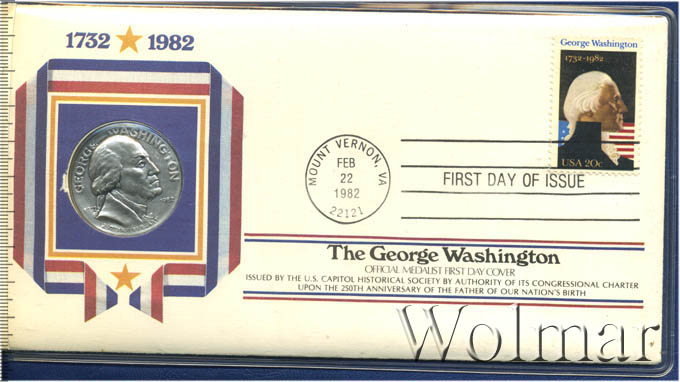 1732 ★ 1982
GEORGE WASHINGTON
1982
George Washington
1732-1982
USA 20c
MOUNT VERNON, VA
FEB
22
1982
22121
FIRST DAY OF ISSUE
The George Washington
OFFICIAL MEDALIST FIRST DAY COVER
ISSUED BY THE U.S. CAPITOL HISTORICAL SOCIETY BY AUTHORITY OF ITS CONGRESSIONAL CHARTER
UPON THE 250TH ANNIVERSARY OF THE FATHER OF OUR NATION'S BIRTH
Wolmar